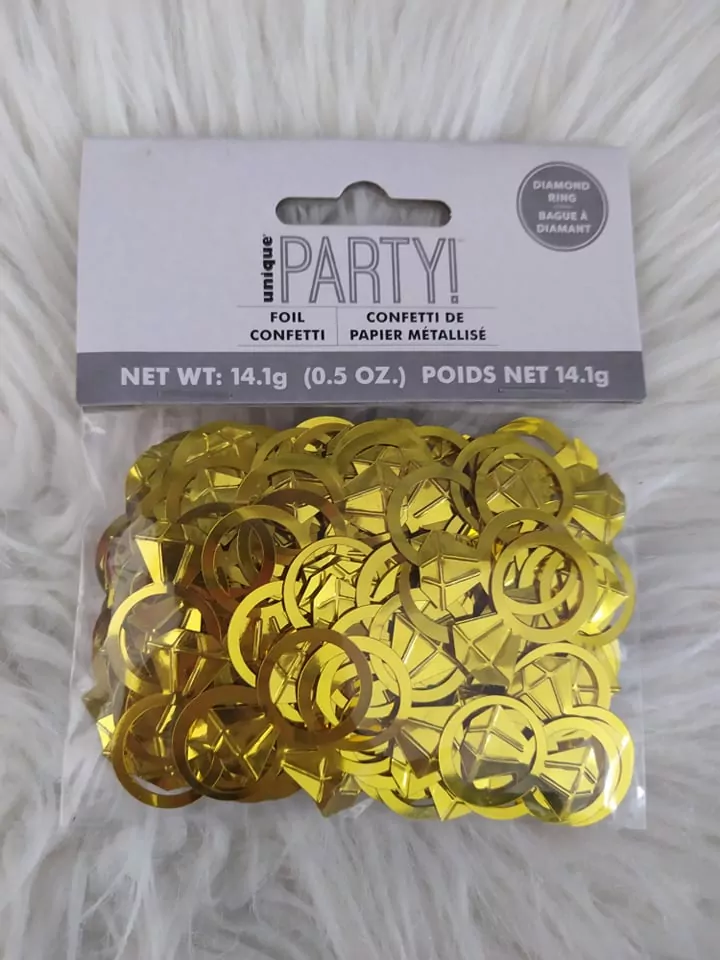 DIAMOND
RING
BAGUE À
DIAMANT
unique
PARTY!
FOIL
CONFETTI
CONFETTI DE
PAPIER MÉTALLISÉ
NET WT: 14.1g (0.5 OZ.) POIDS NET 14.1g